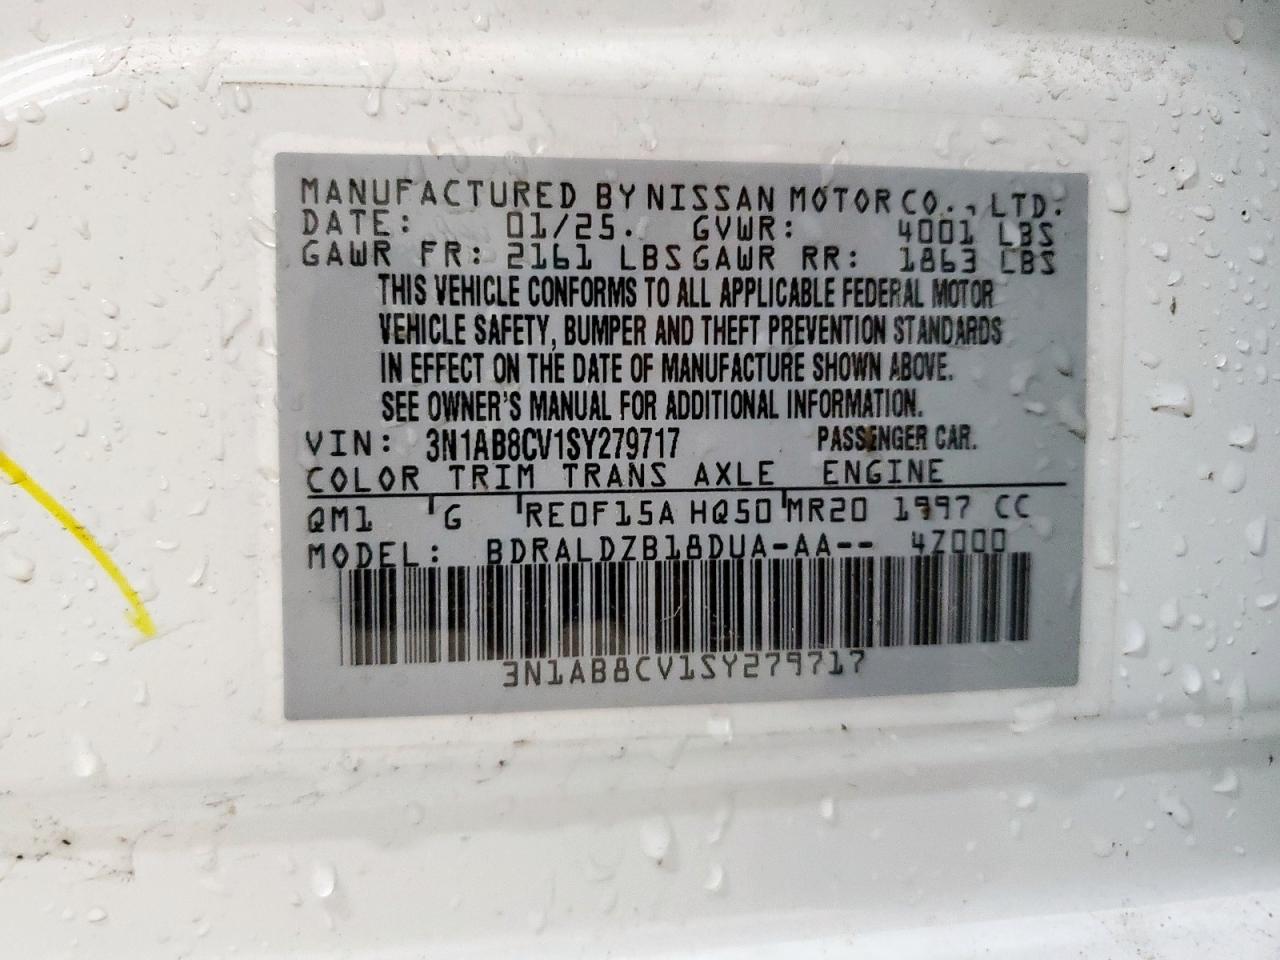 MANUFACTURED BY NISSAN MOTOR CO., LTD.
DATE: 01/25. GVWR: 4001 LBS
GAWR FR: 2161 LBS GAWR RR: 1863 LBS
THIS VEHICLE CONFORMS TO ALL APPLICABLE FEDERAL MOTOR
VEHICLE SAFETY, BUMPER AND THEFT PREVENTION STANDARDS
IN EFFECT ON THE DATE OF MANUFACTURE SHOWN ABOVE.
SEE OWNER'S MANUAL FOR ADDITIONAL INFORMATION.
VIN: 3N1AB8CV1SY279717 PASSENGER CAR.
COLOR TRIM TRANS AXLE ENGINE
QM1 G RE0F15A HQ50 MR20 1997 CC
MODEL: BDRALDZB18DUA-AA-- 4Z000
3N1AB8CV1SY279717